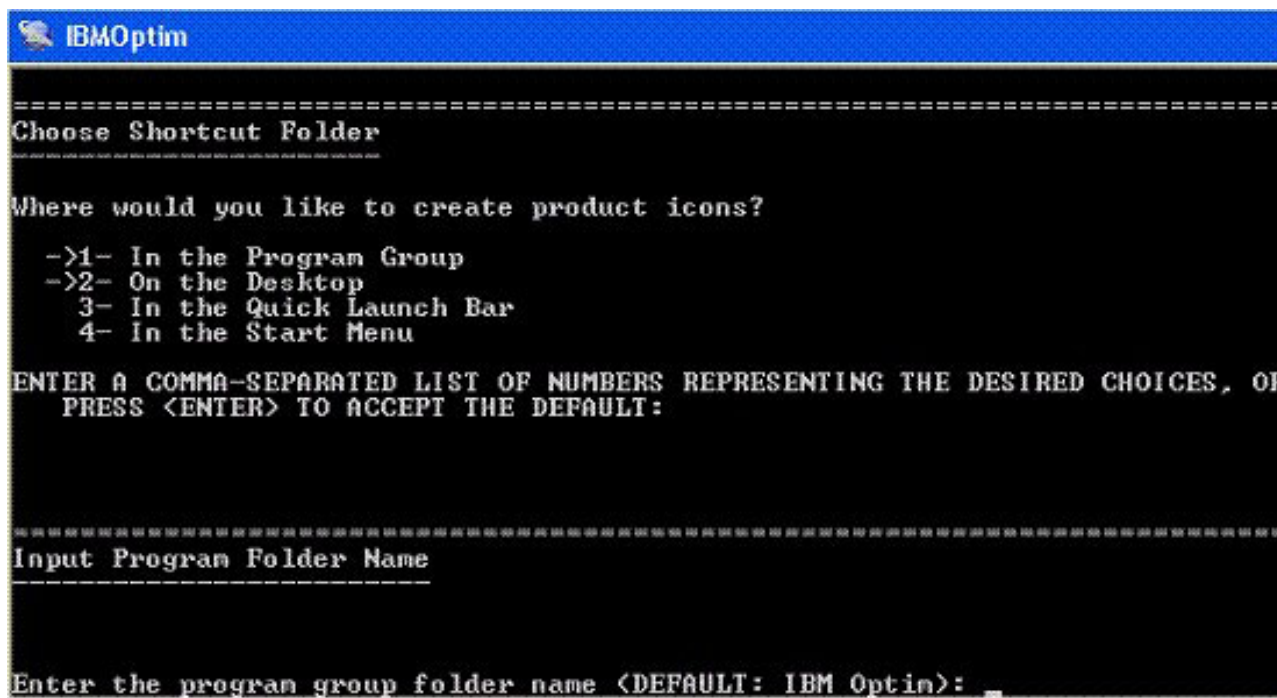 IBMOptim
===============================================================================
Choose Shortcut Folder
----------------------
Where would you like to create product icons?
->1- In the Program Group
->2- On the Desktop
3- In the Quick Launch Bar
4- In the Start Menu
ENTER A COMMA-SEPARATED LIST OF NUMBERS REPRESENTING THE DESIRED CHOICES, OR
PRESS <ENTER> TO ACCEPT THE DEFAULT:
===============================================================================
Input Program Folder Name
-------------------------
Enter the program group folder name (DEFAULT: IBM Optim):